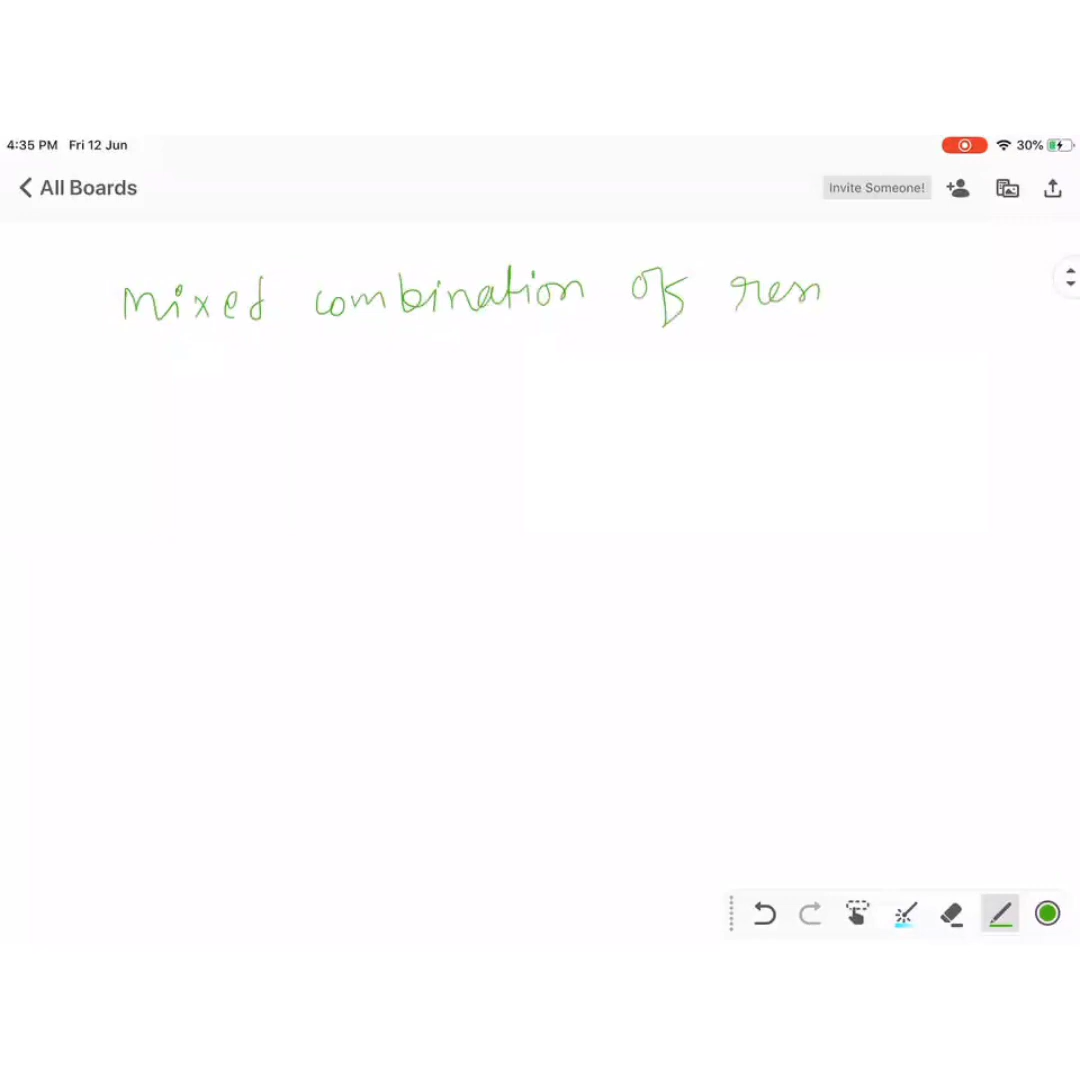 4:35 PM Fri 12 Jun 30%
All Boards Invite Someone!
mixed combination of res